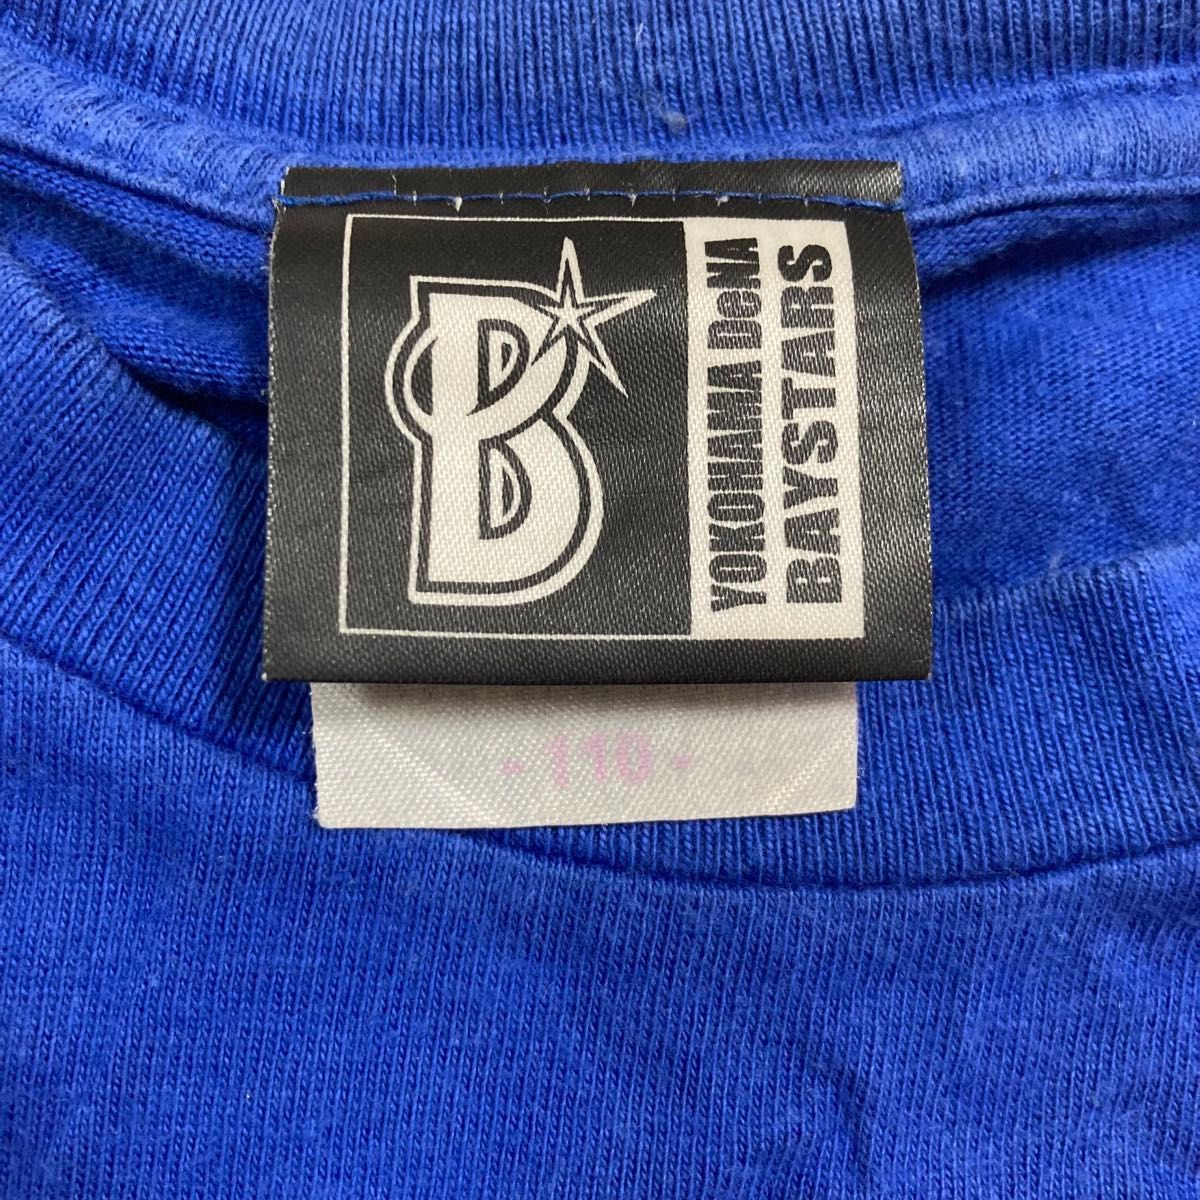 B
YOKOHAMA DeNA
BAYSTARS
- 110 -